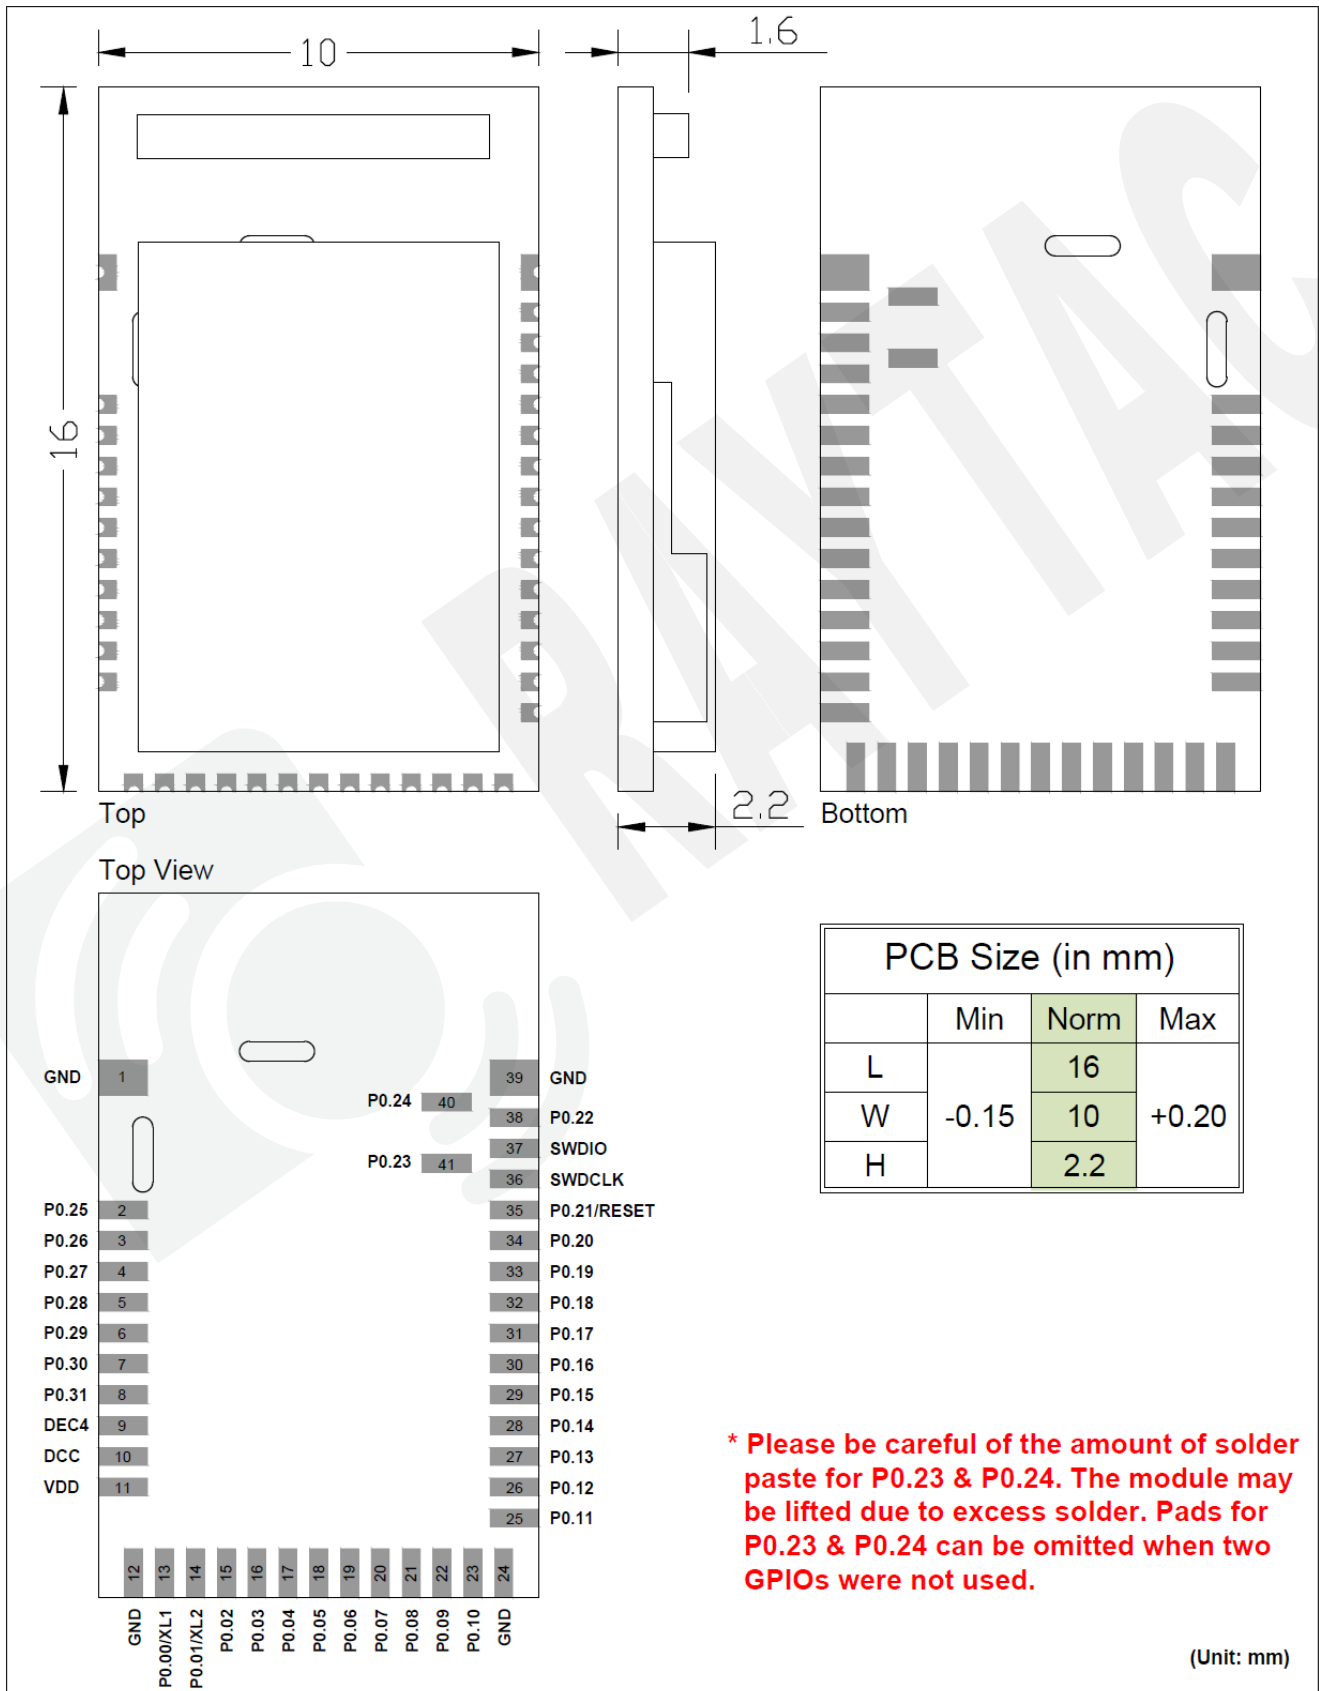 10
1.6
16
2.2
Top
Bottom
RAYTAC
Top View
GND 1
P0.25 2
P0.26 3
P0.27 4
P0.28 5
P0.29 6
P0.30 7
P0.31 8
DEC4 9
DCC 10
VDD 11
P0.24 40
P0.23 41
39 GND
38 P0.22
37 SWDIO
36 SWDCLK
35 P0.21/RESET
34 P0.20
33 P0.19
32 P0.18
31 P0.17
30 P0.16
29 P0.15
28 P0.14
27 P0.13
26 P0.12
25 P0.11
12 13 14 15 16 17 18 19 20 21 22 23 24
GND P0.00/XL1 P0.01/XL2 P0.02 P0.03 P0.04 P0.05 P0.06 P0.07 P0.08 P0.09 P0.10 GND
PCB Size (in mm)
Min Norm Max
L 16
W -0.15 10 +0.20
H 2.2
* Please be careful of the amount of solder
paste for P0.23 & P0.24. The module may
be lifted due to excess solder. Pads for
P0.23 & P0.24 can be omitted when two
GPIOs were not used.
(Unit: mm)